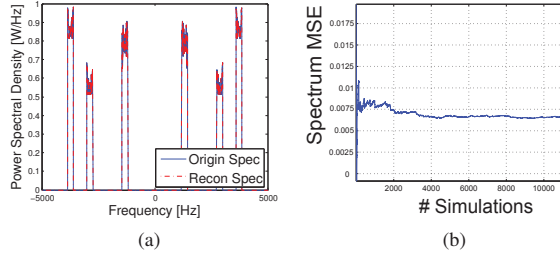 Power Spectral Density [W/Hz]
1
0.9
0.8
0.7
0.6
0.5
0.4
0.3
0.2
0.1
0
-5000 0 5000
Frequency [Hz]
Origin Spec
Recon Spec
(a)
Spectrum MSE
0.0175
0.015
0.0125
0.01
0.0075
0.005
0.0025
0
2000 4000 6000 8000 10000
# Simulations
(b)